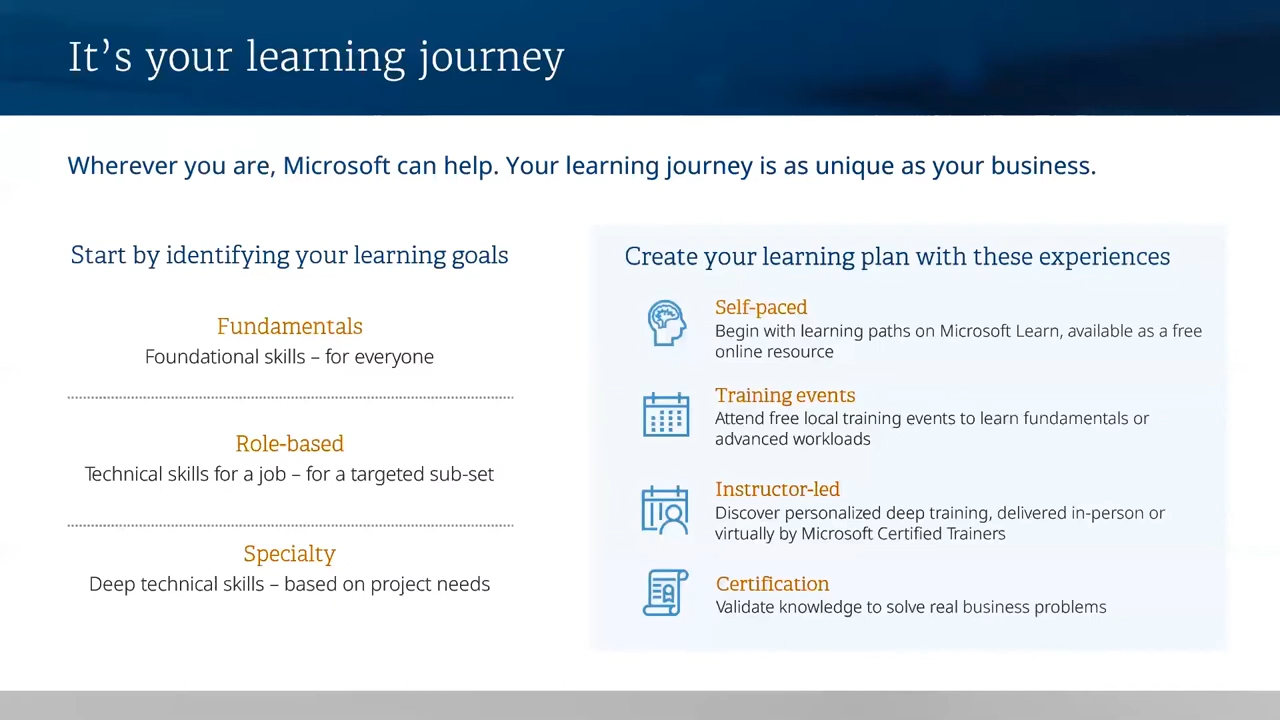 It's your learning journey
Wherever you are, Microsoft can help. Your learning journey is as unique as your business.
Start by identifying your learning goals
Fundamentals
Foundational skills – for everyone
Role-based
Technical skills for a job – for a targeted sub-set
Specialty
Deep technical skills – based on project needs
Create your learning plan with these experiences
Self-paced
Begin with learning paths on Microsoft Learn, available as a free
online resource
Training events
Attend free local training events to learn fundamentals or
advanced workloads
Instructor-led
Discover personalized deep training, delivered in-person or
virtually by Microsoft Certified Trainers
Certification
Validate knowledge to solve real business problems